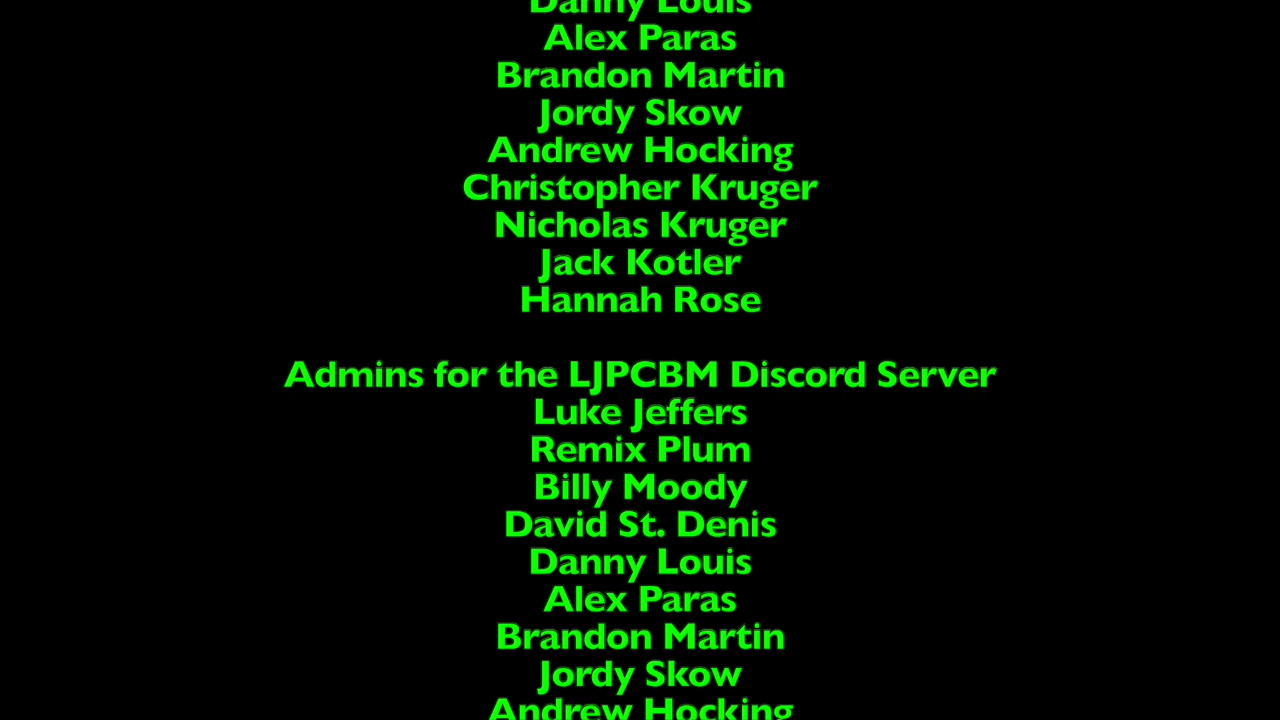 Danny Louis
Alex Paras
Brandon Martin
Jordy Skow
Andrew Hocking
Christopher Kruger
Nicholas Kruger
Jack Kotler
Hannah Rose
Admins for the LJPCBM Discord Server
Luke Jeffers
Remix Plum
Billy Moody
David St. Denis
Danny Louis
Alex Paras
Brandon Martin
Jordy Skow
Andrew Hocking